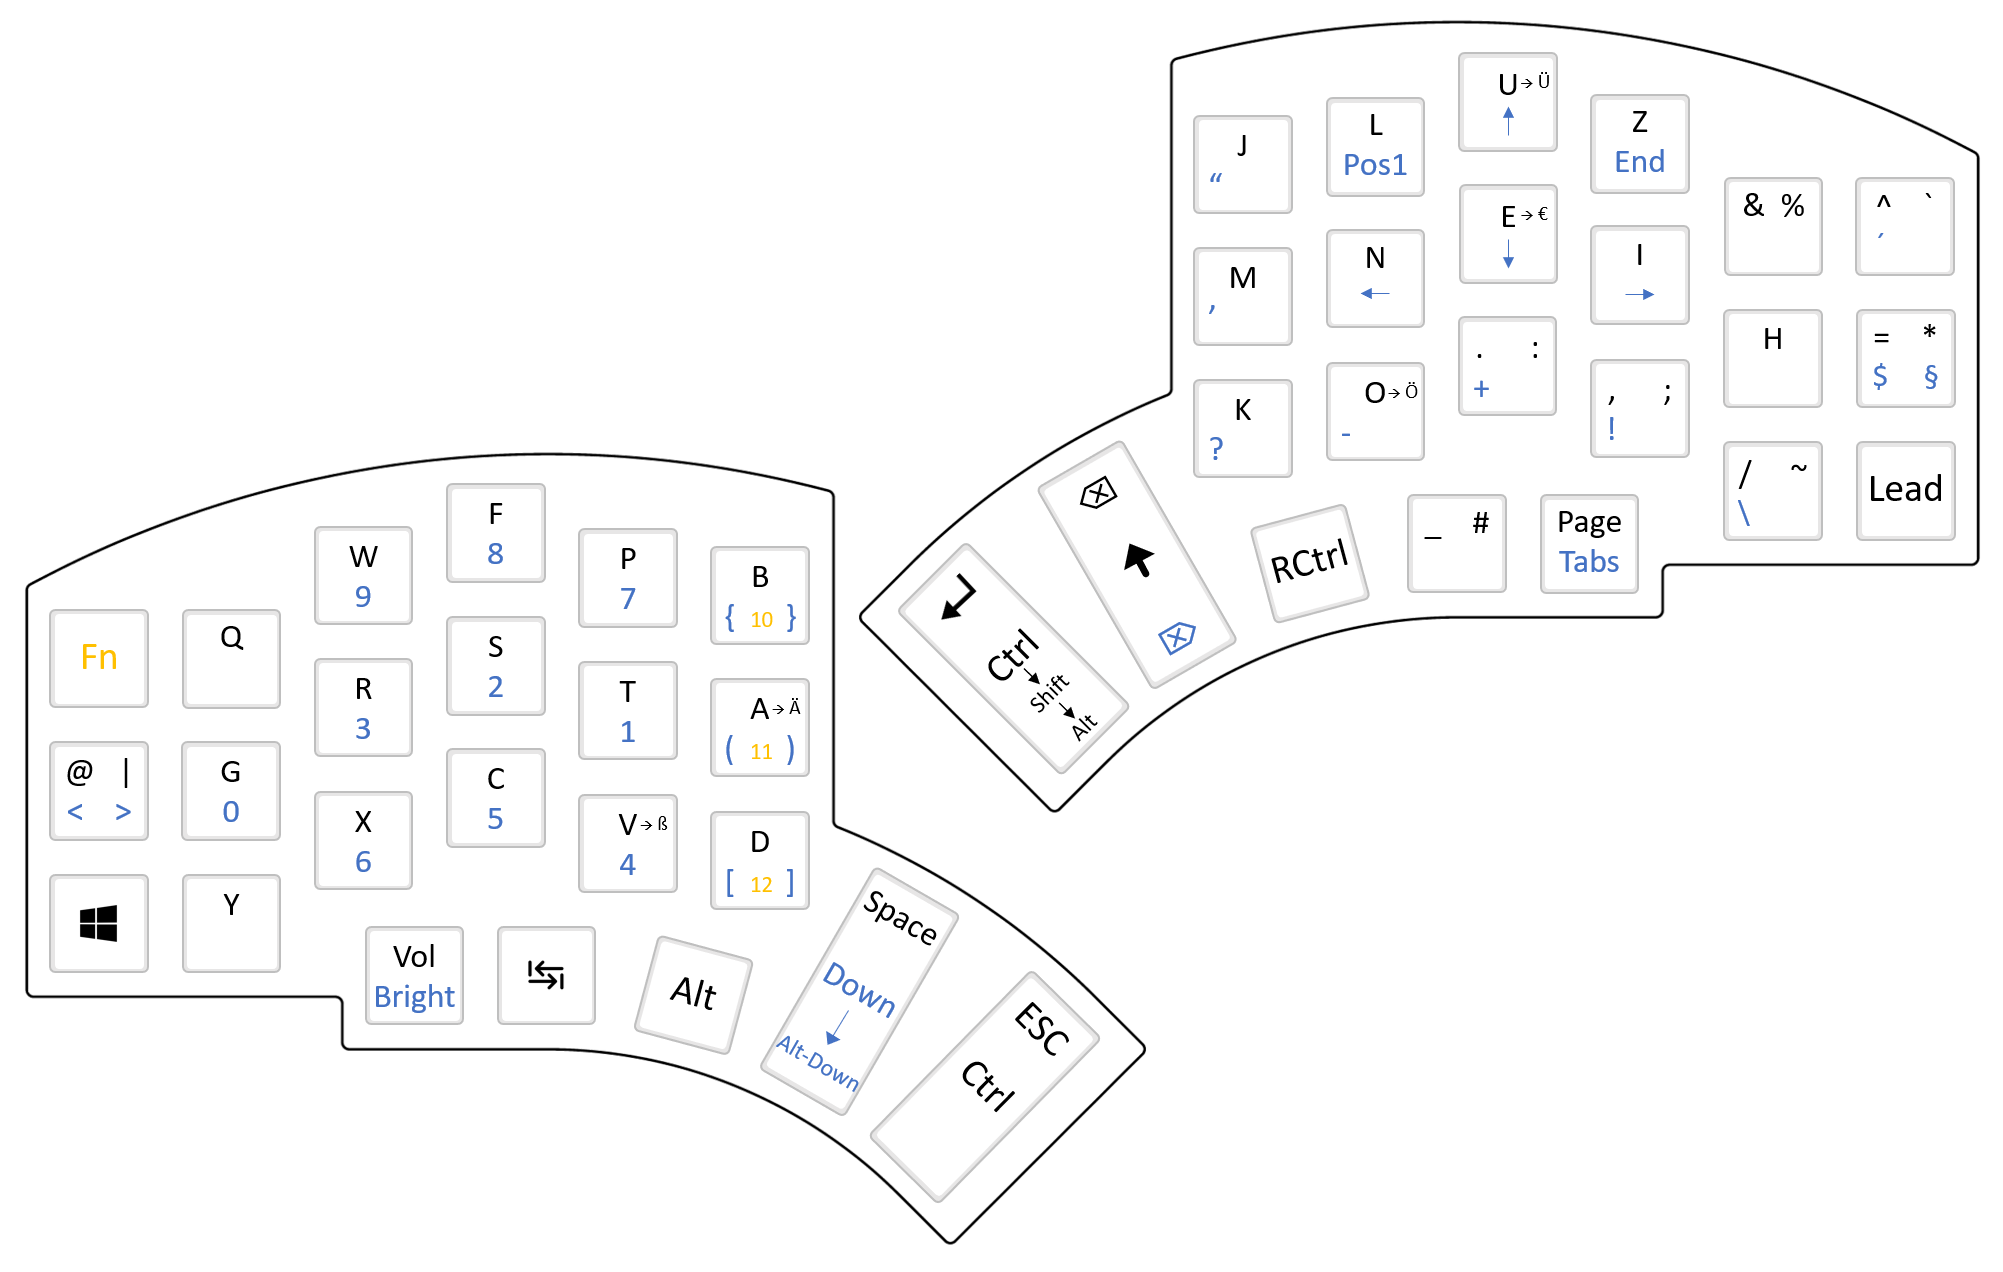 Fn
Q
W
9
F
8
P
7
B
{ 10 }
@ |
< >
G
0
R
3
S
2
T
1
A→Ä
( 11 )
Y
X
6
C
5
V→ß
4
D
[ 12 ]
Vol
Bright
Alt
Space
Down
Alt-Down
ESC
Ctrl
J
“
L
Pos1
U→Ü
↑
Z
End
& %
^ `
´
M
,
N
←
E→€
↓
I
→
H
= *
$ §
K
?
O→Ö
-
. :
+
, ;
!
/ ~
\
Lead
Ctrl
Shift
Alt
RCtrl
_ #
Page
Tabs